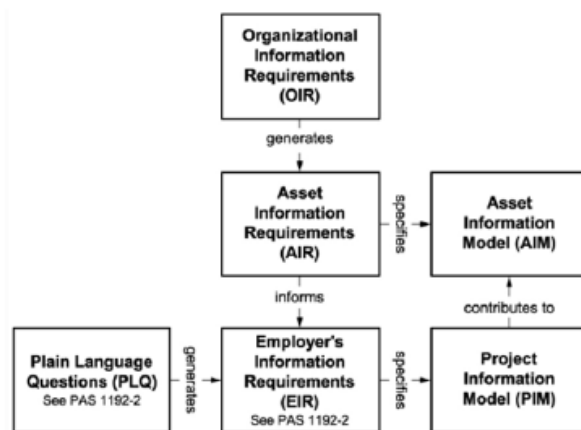 Organizational
Information
Requirements
(OIR)
generates
Asset
Information
Requirements
(AIR)
specifies
Asset
Information
Model (AIM)
informs
contributes to
Plain Language
Questions (PLQ)
See PAS 1192-2
generates
Employer's
Information
Requirements
(EIR)
See PAS 1192-2
specifies
Project
Information
Model (PIM)